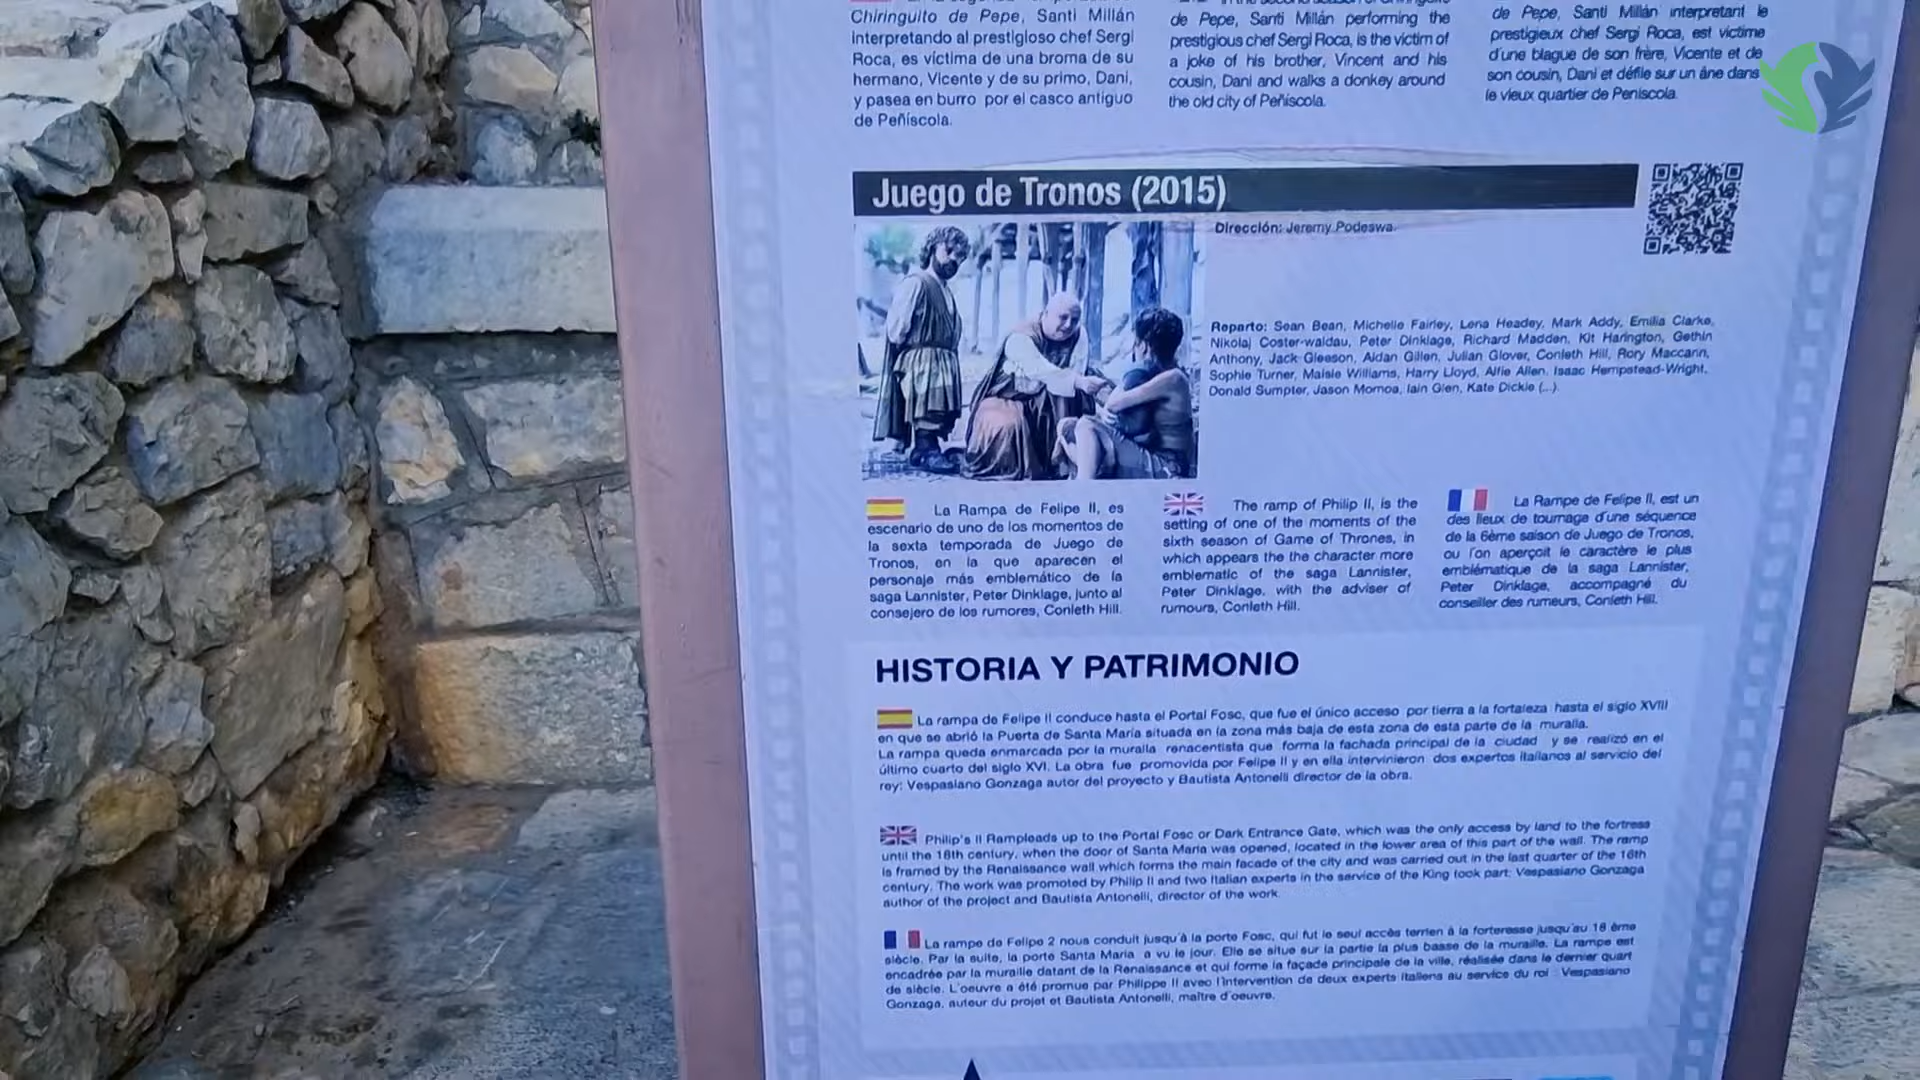 Chiringuito de Pepe, Santi Millán
interpretando al prestigioso chef Sergi
Roca, es víctima de una broma de su
hermano, Vicente y de su primo, Dani,
y pasea en burro por el casco antiguo
de Peñíscola.
de Pepe, Santi Millán performing the
prestigious chef Sergi Roca, is the victim of
a joke of his brother, Vincent and his
cousin, Dani and walks a donkey around
the old city of Peñiscola.
de Pepe, Santi Millan interpretant le
prestigieux chef Sergi Roca, est victime
d'une blague de son frère, Vicente et de
son cousin, Dani et défile sur un âne dans
le vieux quartier de Peniscola.
Juego de Tronos (2015)
Dirección: Jeremy Podeswa.
Reparto: Sean Bean, Michelle Fairley, Lena Headey, Mark Addy, Emilia Clarke,
Nikolaj Coster-waldau, Peter Dinklage, Richard Madden, Kit Harington, Gethin
Anthony, Jack Gleeson, Aidan Gillen, Julian Glover, Conleth Hill, Rory Maccann,
Sophie Turner, Maisie Williams, Harry Lloyd, Alfie Allen, Isaac Hempstead-Wright,
Donald Sumpter, Jason Momoa, Iain Glen, Kate Dickie (...).
La Rampa de Felipe II, es
escenario de uno de los momentos de
la sexta temporada de Juego de
Tronos, en la que aparecen el
personaje más emblemático de la
saga Lannister, Peter Dinklage, junto al
consejero de los rumores, Conleth Hill.
The ramp of Philip II, is the
setting of one of the moments of the
sixth season of Game of Thrones, in
which appears the the character more
emblematic of the saga Lannister,
Peter Dinklage, with the adviser of
rumours, Conleth Hill.
La Rampe de Felipe II, est un
des lieux de tournage d'une séquence
de la 6ème saison de Juego de Tronos,
ou l'on aperçoit le caractère le plus
emblématique de la saga Lannister,
Peter Dinklage, accompagné du
conseiller des rumeurs, Conleth Hill.
HISTORIA Y PATRIMONIO
La rampa de Felipe II conduce hasta el Portal Fosc, que fue el único acceso por tierra a la fortaleza hasta el siglo XVIII
en que se abrió la Puerta de Santa María situada en la zona más baja de esta zona de esta parte de la muralla.
La rampa queda enmarcada por la muralla renacentista que forma la fachada principal de la ciudad y se realizó en el
último cuarto del siglo XVI. La obra fue promovida por Felipe II y en ella intervinieron dos expertos italianos al servicio del
rey: Vespasiano Gonzaga autor del proyecto y Bautista Antonelli director de la obra.
Philip's II Rampleads up to the Portal Fosc or Dark Entrance Gate, which was the only access by land to the fortress
until the 18th century, when the door of Santa Maria was opened, located in the lower area of this part of the wall. The ramp
is framed by the Renaissance wall which forms the main facade of the city and was carried out in the last quarter of the 16th
century. The work was promoted by Philip II and two Italian experts in the service of the King took part: Vespasiano Gonzaga
author of the project and Bautista Antonelli, director of the work.
La rampe de Felipe 2 nous conduit jusqu'à la porte Fosc, qui fut le seul accès terrien à la forteresse jusqu'au 18 ème
siècle. Par la suite, la porte Santa Maria a vu le jour. Elle se situe sur la partie la plus basse de la muraille. La rampe est
encadrée par la muraille datant de la Renaissance et qui forme la façade principale de la ville, réalisée dans le dernier quart
de siècle. L'oeuvre a été promue par Philippe II avec l'intervention de deux experts italiens au service du roi : Vespasiano
Gonzaga, auteur du projet et Bautista Antonelli, maître d'oeuvre.